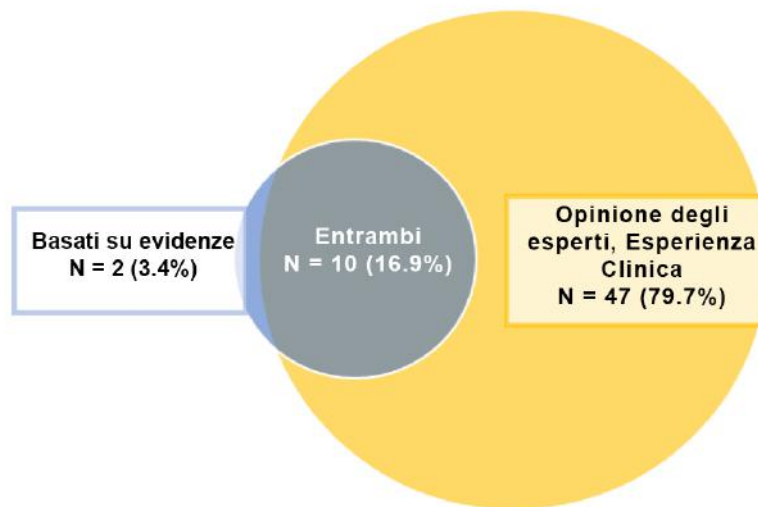 Basati su evidenze
N = 2 (3.4%)
Entrambi
N = 10 (16.9%)
Opinione degli
esperti, Esperienza
Clinica
N = 47 (79.7%)